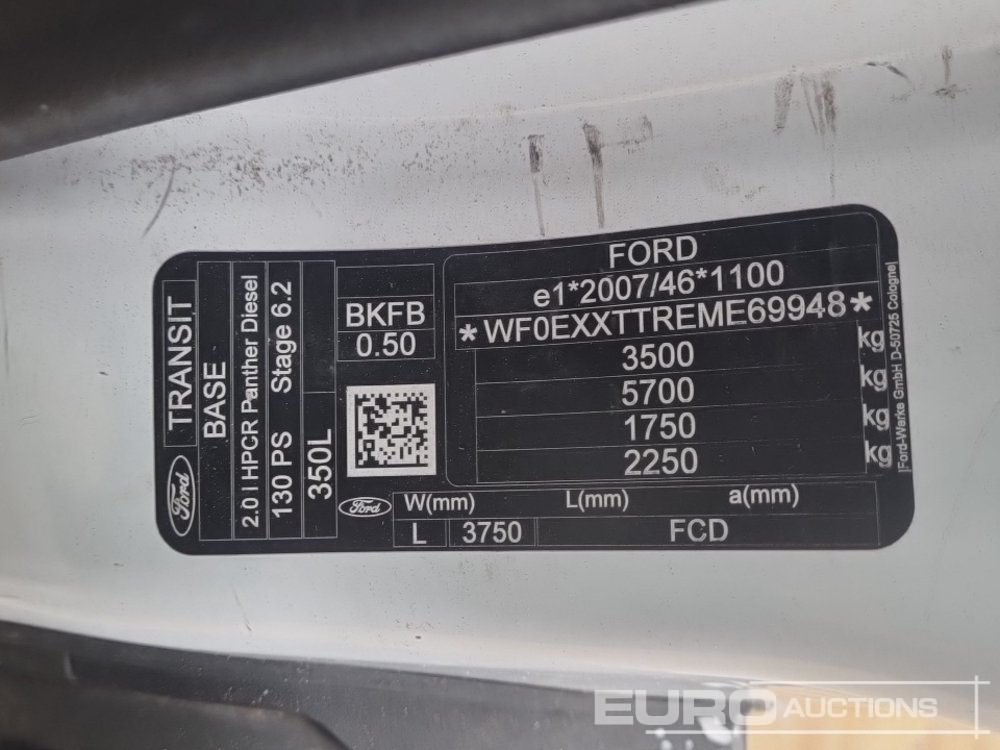 Ford
TRANSIT
BASE
2.0 l HPCR Panther Diesel
130 PS Stage 6.2
350L
BKFB
0.50
Ford
FORD
e1*2007/46*1100
*WF0EXXTTREME69948*
3500 kg
5700 kg
1750 kg
2250 kg
W(mm) L(mm) a(mm)
L 3750 FCD
|Ford-Werke GmbH D-50725 Cologne|
EURO AUCTIONS